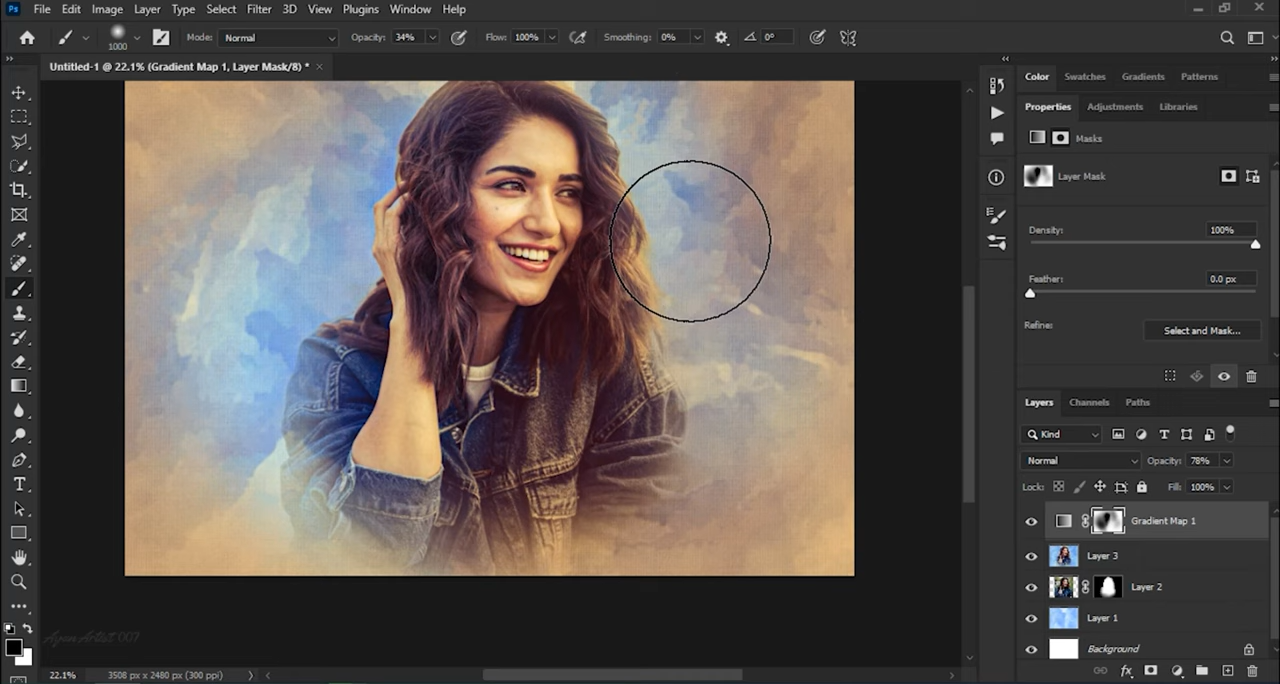 Ps File Edit Image Layer Type Select Filter 3D View Plugins Window Help
1000 Mode: Normal Opacity: 34% Flow: 100% Smoothing: 0% 0°
Untitled-1 @ 22.1% (Gradient Map 1, Layer Mask/8) *
Color Swatches Gradients Patterns
Properties Adjustments Libraries
Masks
Layer Mask
Density: 100%
Feather: 0.0 px
Refine: Select and Mask...
Layers Channels Paths
Kind
Normal Opacity: 78%
Lock: Fill: 100%
Gradient Map 1
Layer 3
Layer 2
Layer 1
Background
Ayan Artist 007
22.1% 3508 px x 2480 px (300 ppi)